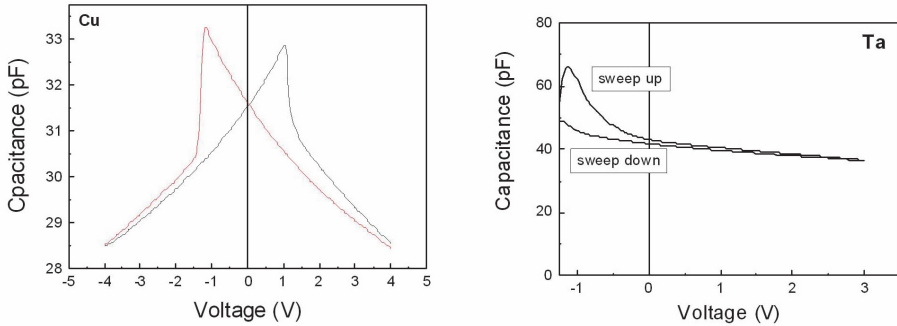 Cu
Cpacitance (pF)
34
33
32
31
30
29
28
-5 -4 -3 -2 -1 0 1 2 3 4 5
Voltage (V)
Ta
Capacitance (pF)
80
60
40
20
0
sweep up
sweep down
-1 0 1 2 3
Voltage (V)